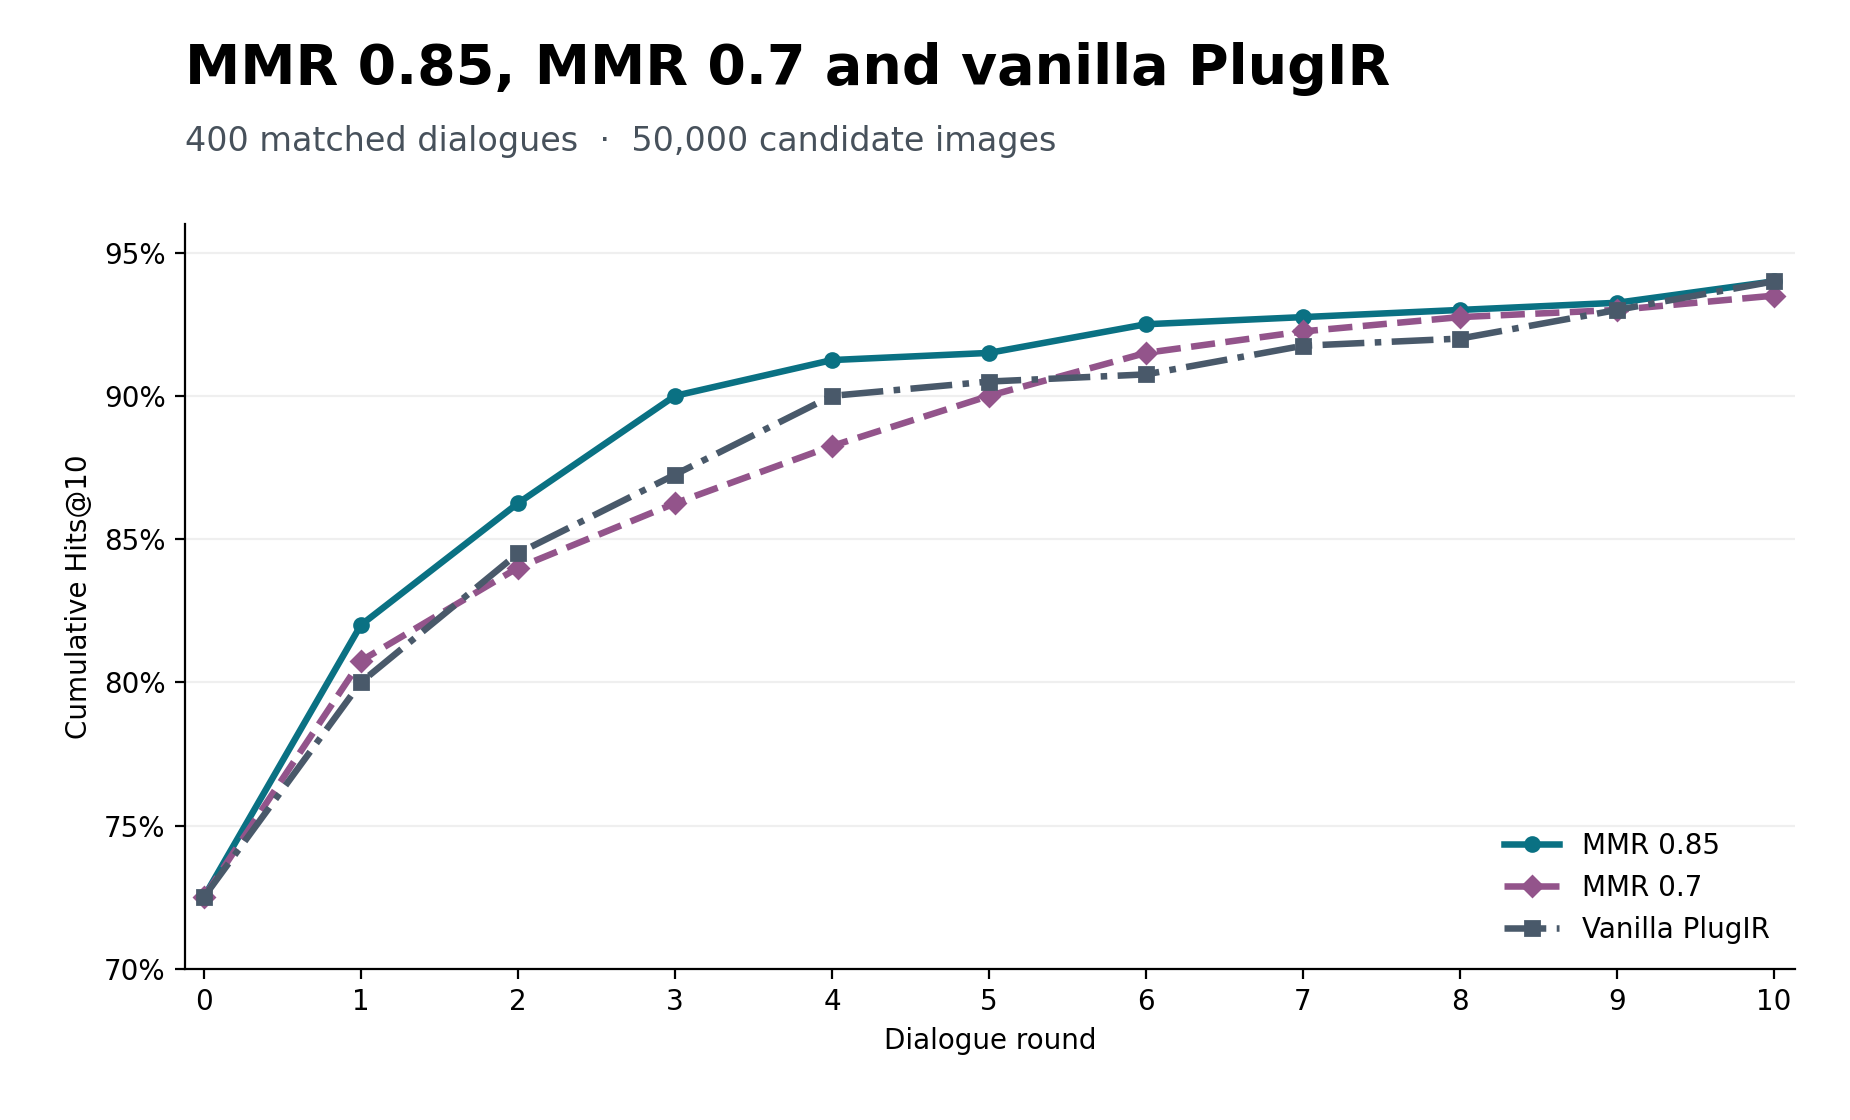 MMR 0.85, MMR 0.7 and vanilla PlugIR
400 matched dialogues · 50,000 candidate images
95%
90%
85%
80%
75%
70%
Cumulative Hits@10
MMR 0.85
MMR 0.7
Vanilla PlugIR
0 1 2 3 4 5 6 7 8 9 10
Dialogue round